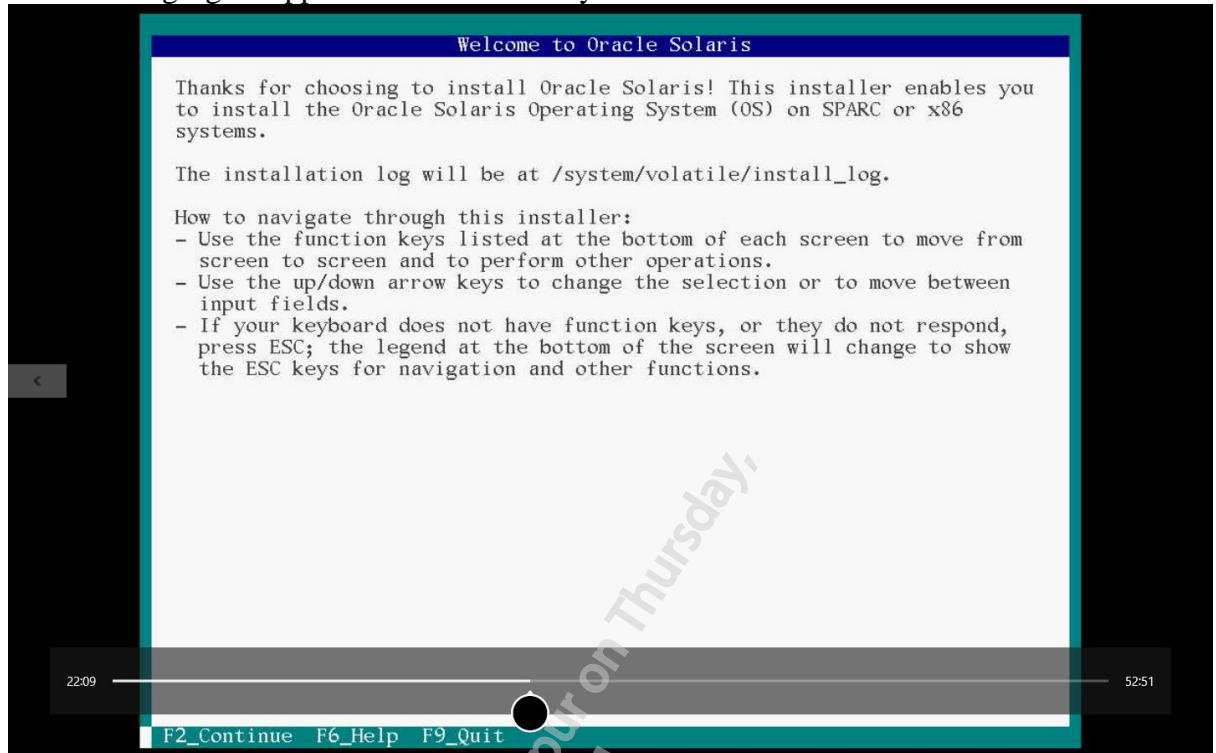 Welcome to Oracle Solaris
Thanks for choosing to install Oracle Solaris! This installer enables you
to install the Oracle Solaris Operating System (OS) on SPARC or x86
systems.
The installation log will be at /system/volatile/install_log.
How to navigate through this installer:
- Use the function keys listed at the bottom of each screen to move from
screen to screen and to perform other operations.
- Use the up/down arrow keys to change the selection or to move between
input fields.
- If your keyboard does not have function keys, or they do not respond,
press ESC; the legend at the bottom of the screen will change to show
the ESC keys for navigation and other functions.
on Thursday,
22:09
52:51
F2_Continue F6_Help F9_Quit